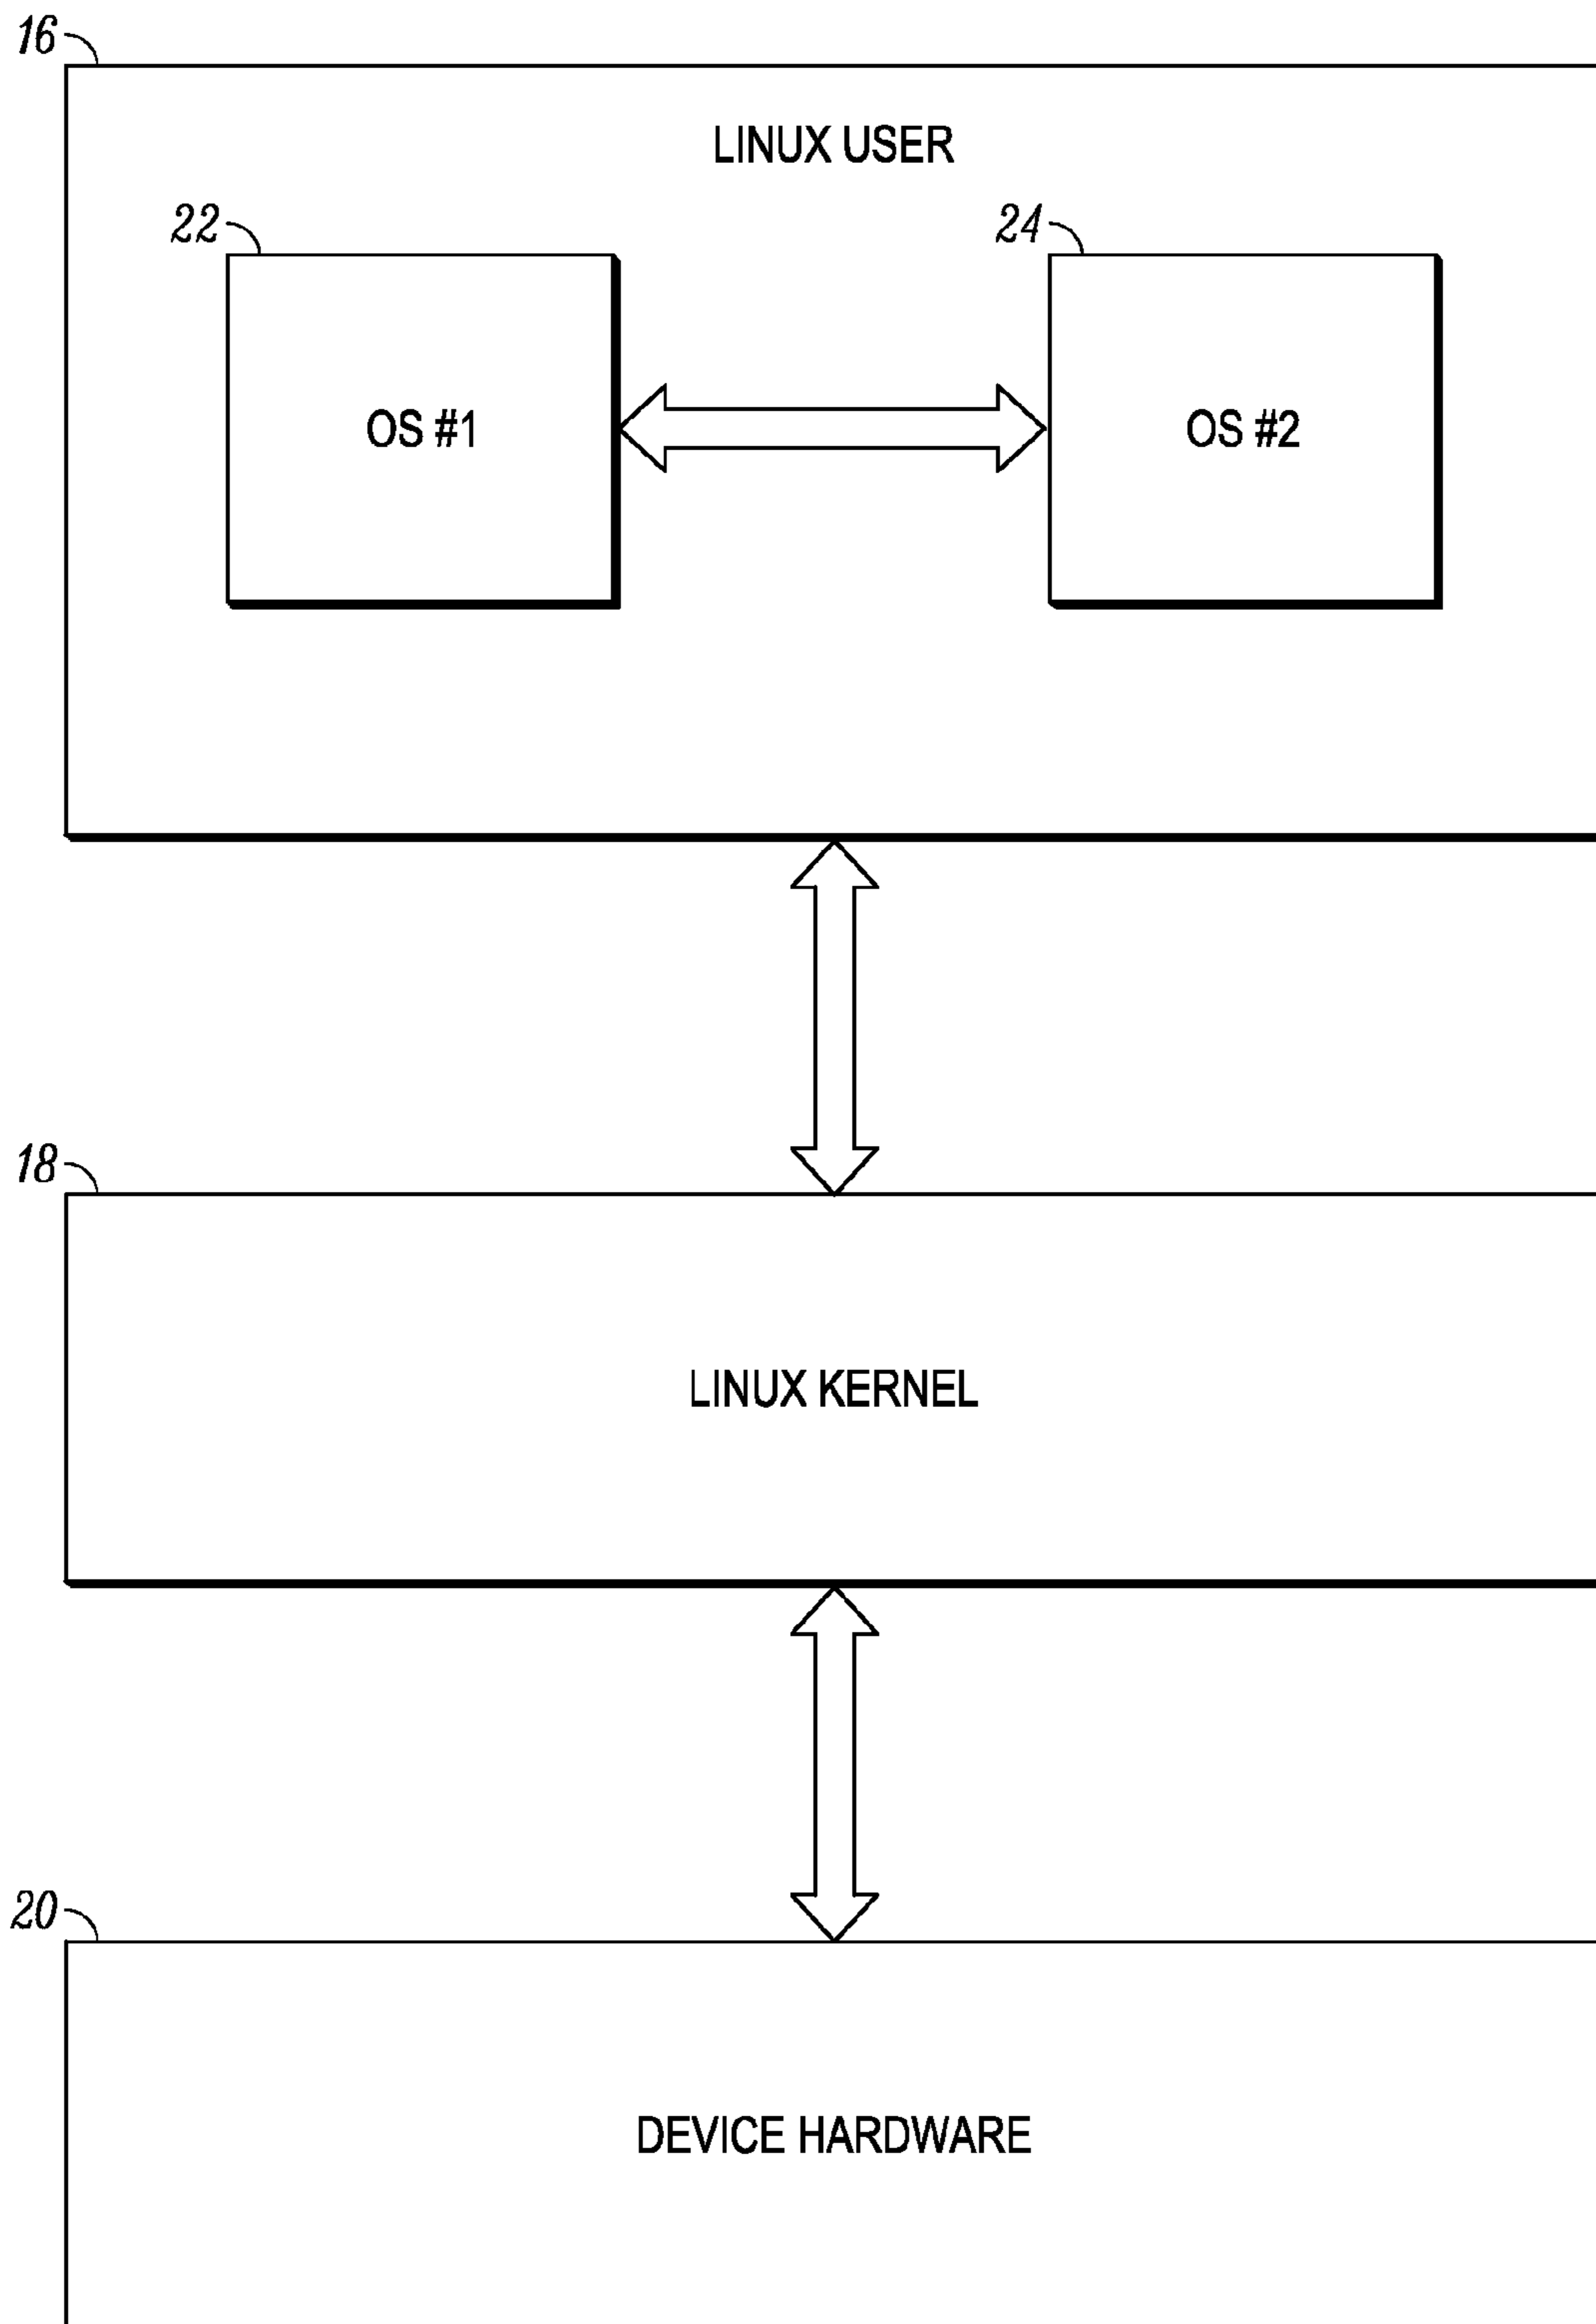 16
LINUX USER
22
24
OS #1
OS #2
18
LINUX KERNEL
20
DEVICE HARDWARE